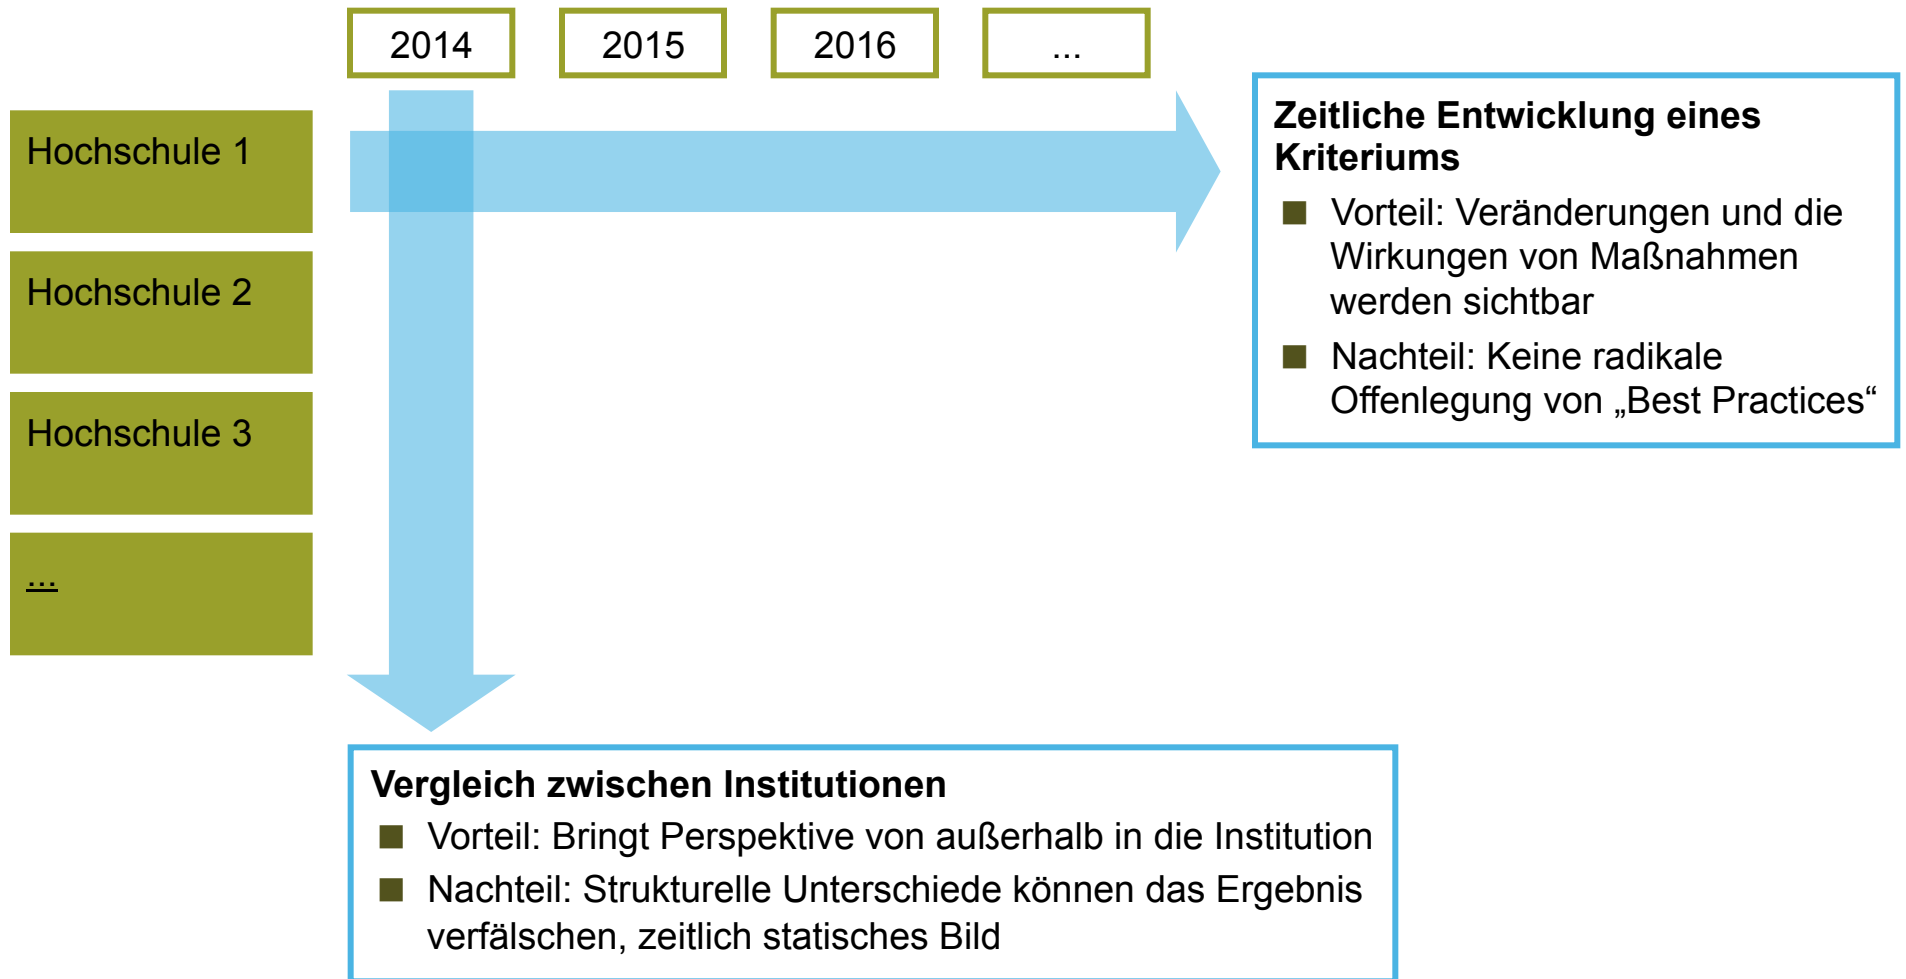 2014
2015
2016
...
Hochschule 1
Hochschule 2
Hochschule 3
...
Zeitliche Entwicklung eines
Kriteriums
Vorteil: Veränderungen und die
Wirkungen von Maßnahmen
werden sichtbar
Nachteil: Keine radikale
Offenlegung von „Best Practices“
Vergleich zwischen Institutionen
Vorteil: Bringt Perspektive von außerhalb in die Institution
Nachteil: Strukturelle Unterschiede können das Ergebnis
verfälschen, zeitlich statisches Bild